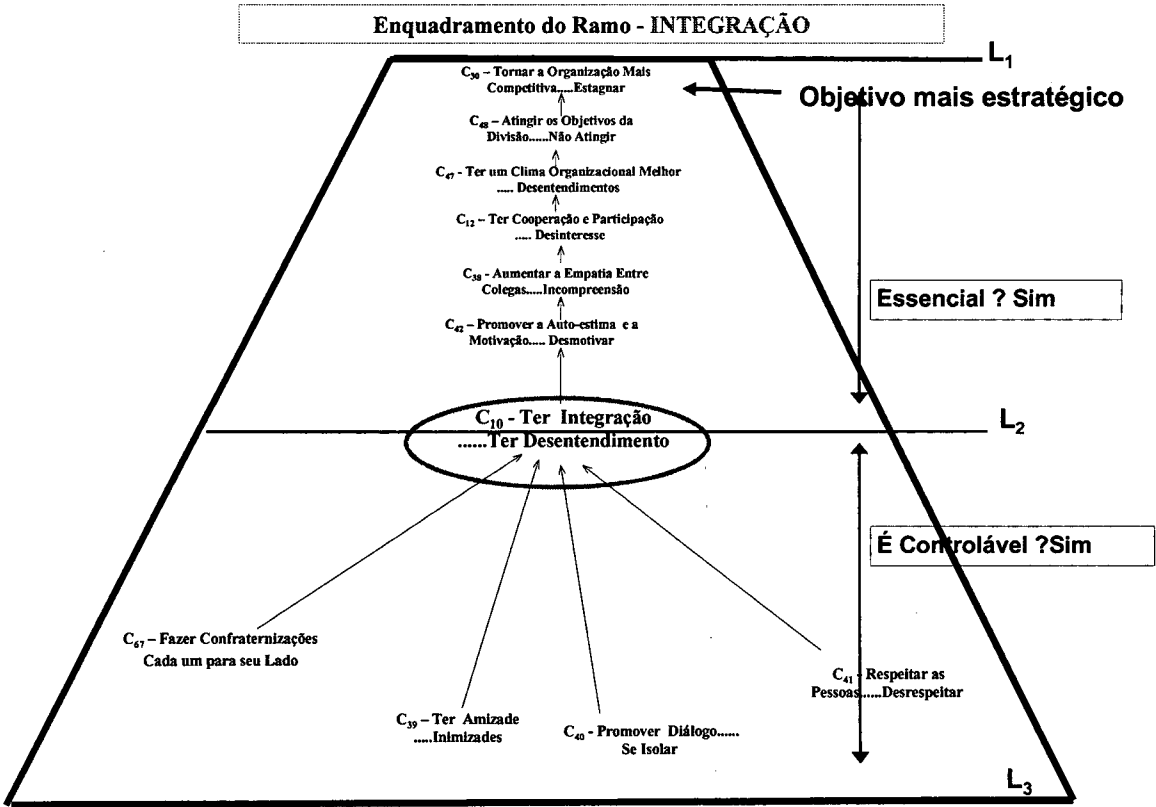 Enquadramento do Ramo - INTEGRAÇÃO
L₁
C₃₀ – Tornar a Organização Mais
Competitiva.....Estagnar
Objetivo mais estratégico
C₄₈ – Atingir os Objetivos da
Divisão......Não Atingir
C₄₇ - Ter um Clima Organizacional Melhor
..... Desentendimentos
C₁₂ – Ter Cooperação e Participação
..... Desinteresse
C₃₈ - Aumentar a Empatia Entre
Colegas.....Incompreensão
Essencial ? Sim
C₄₂ – Promover a Auto-estima e a
Motivação..... Desmotivar
C₁₀ - Ter Integração
......Ter Desentendimento
L₂
É Controlável ?Sim
C₆₇ – Fazer Confraternizações
Cada um para seu Lado
C₄₁ - Respeitar as
Pessoas......Desrespeitar
C₃₉ – Ter Amizade
.....Inimizades
C₄₀ - Promover Diálogo......
Se Isolar
L₃